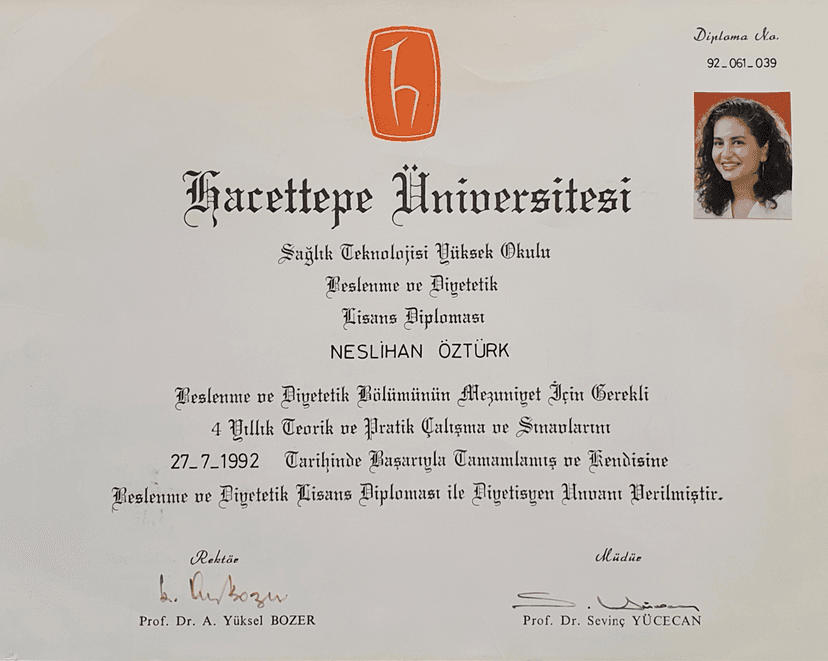 Diploma No.
92_061_039
h
Hacettepe Üniversitesi
Sağlık Teknolojisi Yüksek Okulu
Beslenme ve Diyetetik
Lisans Diploması
NESLİHAN ÖZTÜRK
Beslenme ve Diyetetik Bölümünün Mezuniyet İçin Gerekli
4 Yıllık Teorik ve Pratik Çalışma ve Sınavlarını
27_7_1992 Tarihinde Başarıyla Tamamlamış ve Kendisine
Beslenme ve Diyetetik Lisans Diploması ile Diyetisyen Unvanı Verilmiştir.
Rektör
Prof. Dr. A. Yüksel BOZER
Müdür
Prof. Dr. Sevinç YÜCECAN